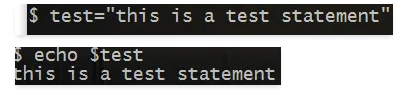 $ test="this is a test statement"
$ echo $test
this is a test statement